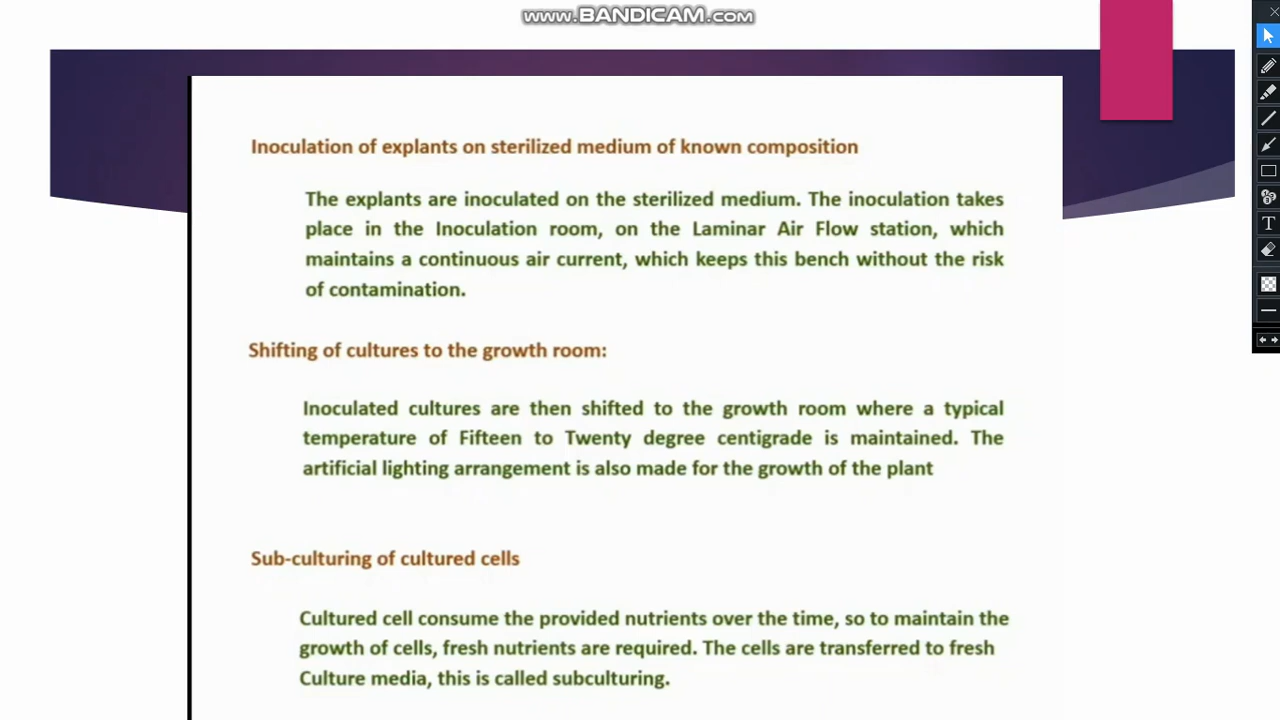 www.BANDICAM.com
Inoculation of explants on sterilized medium of known composition
The explants are inoculated on the sterilized medium. The inoculation takes
place in the Inoculation room, on the Laminar Air Flow station, which
maintains a continuous air current, which keeps this bench without the risk
of contamination.
Shifting of cultures to the growth room:
Inoculated cultures are then shifted to the growth room where a typical
temperature of Fifteen to Twenty degree centigrade is maintained. The
artificial lighting arrangement is also made for the growth of the plant
Sub-culturing of cultured cells
Cultured cell consume the provided nutrients over the time, so to maintain the
growth of cells, fresh nutrients are required. The cells are transferred to fresh
Culture media, this is called subculturing.